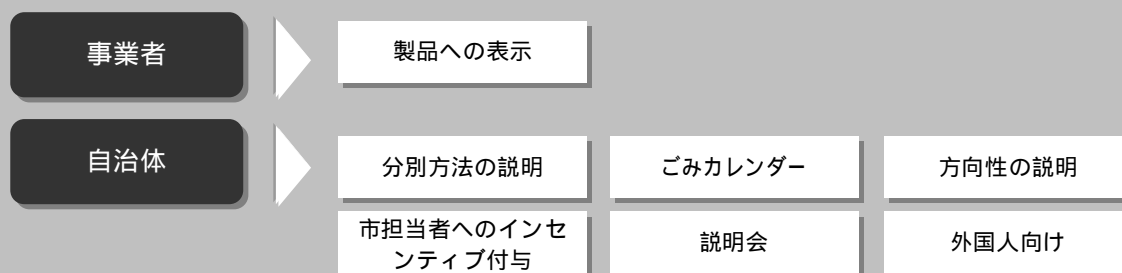 事業者
製品への表示
自治体
分別方法の説明
ごみカレンダー
方向性の説明
市担当者へのインセ
ンティブ付与
説明会
外国人向け